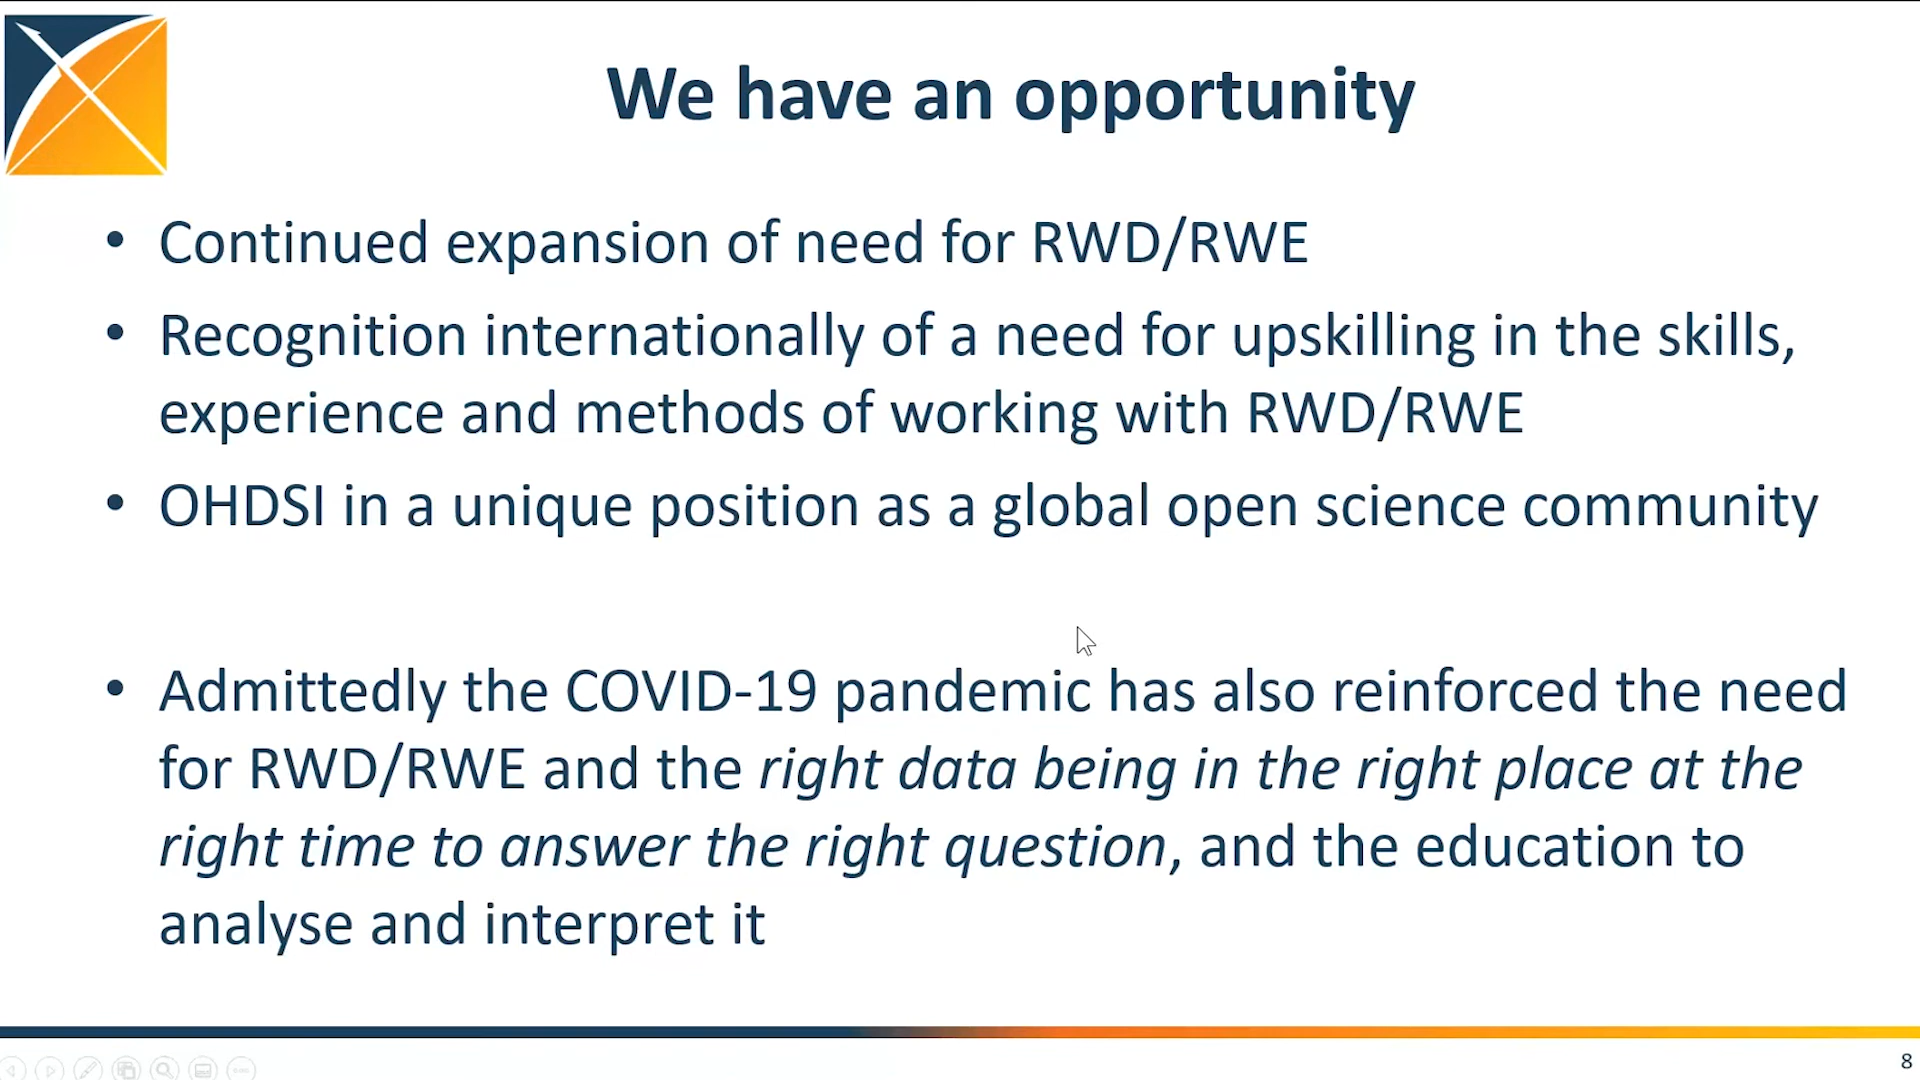 We have an opportunity
• Continued expansion of need for RWD/RWE
• Recognition internationally of a need for upskilling in the skills,
experience and methods of working with RWD/RWE
• OHDSI in a unique position as a global open science community
• Admittedly the COVID-19 pandemic has also reinforced the need
for RWD/RWE and the right data being in the right place at the
right time to answer the right question, and the education to
analyse and interpret it
8